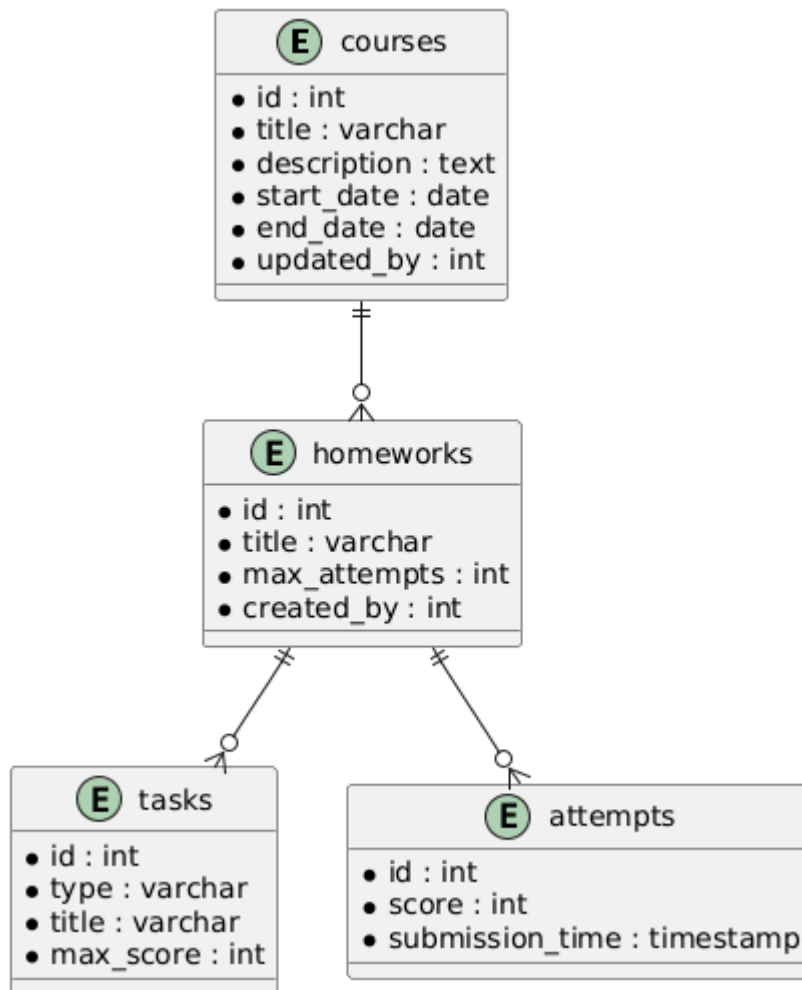 E courses
id : int
title : varchar
description : text
start_date : date
end_date : date
updated_by : int
E homeworks
id : int
title : varchar
max_attempts : int
created_by : int
E tasks
id : int
type : varchar
title : varchar
max_score : int
E attempts
id : int
score : int
submission_time : timestamp